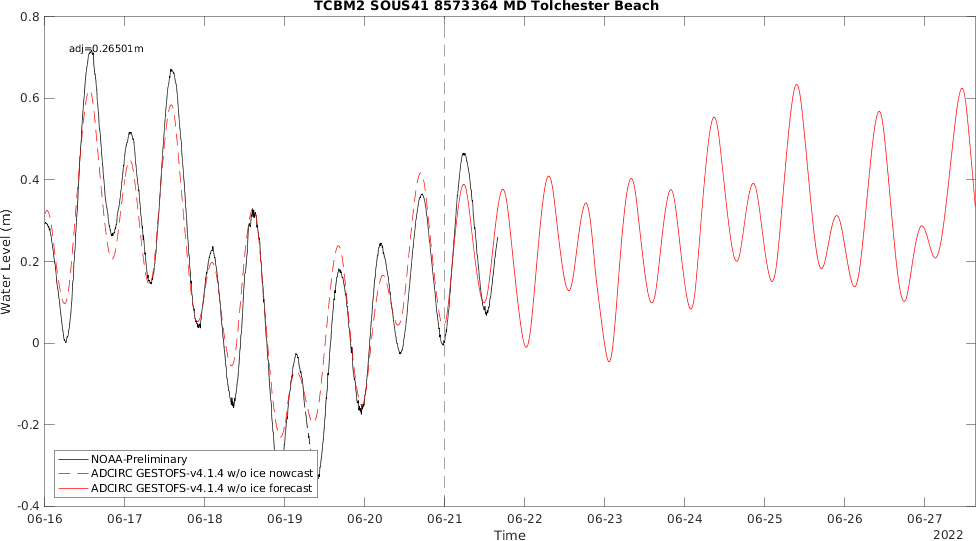 TCBM2 SOUS41 8573364 MD Tolchester Beach
adj=0.26501m
Water Level (m)
0.8
0.6
0.4
0.2
0
-0.2
-0.4
NOAA-Preliminary
ADCIRC GESTOFS-v4.1.4 w/o ice nowcast
ADCIRC GESTOFS-v4.1.4 w/o ice forecast
06-16 06-17 06-18 06-19 06-20 06-21 06-22 06-23 06-24 06-25 06-26 06-27
Time
2022